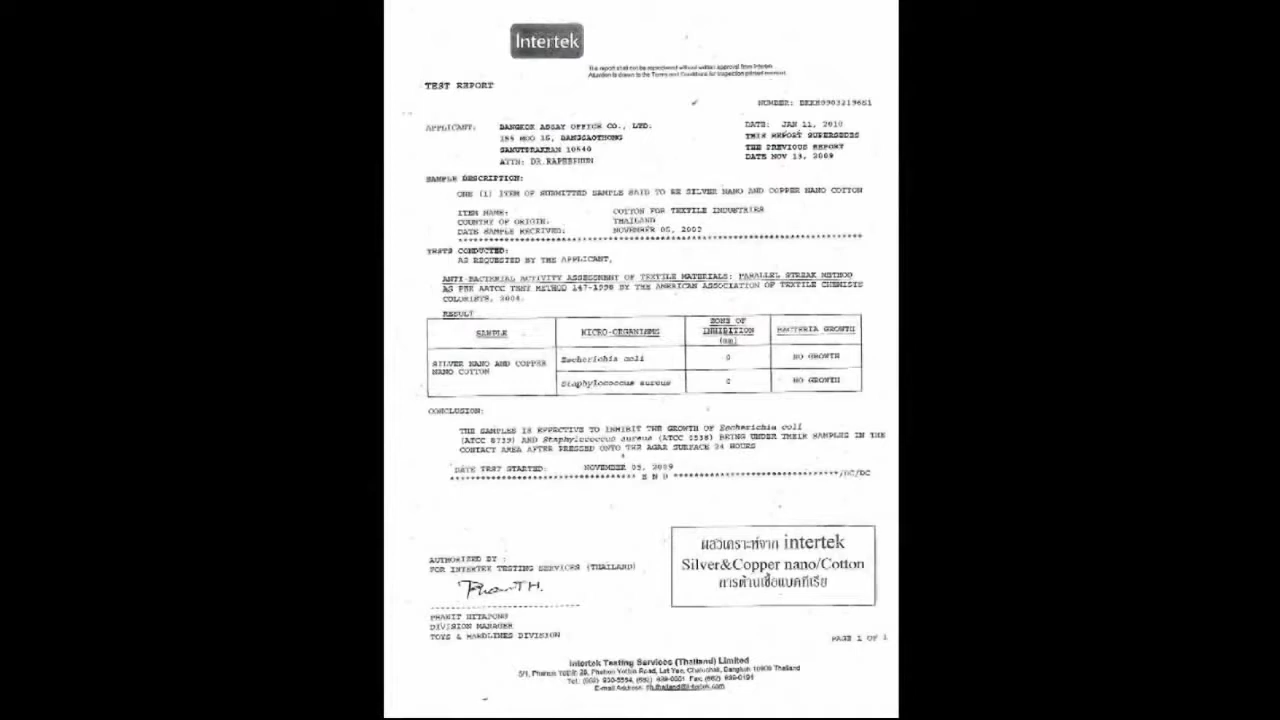 Intertek
TEST REPORT
NUMBER:
APPLICANT: BANGKOK ASSAY OFFICE CO., LTD.
DATE: JAN 11, 2010
THIS REPORT SUPERSEDES
THE PREVIOUS REPORT
DATE NOV 13, 2009
SAMUTPRAKRAN 10540
ATTN:
SAMPLE DESCRIPTION:
ONE (1) ITEM OF SUBMITTED SAMPLE SAID TO BE SILVER NANO AND COPPER NANO COTTON
ITEM NAME: COTTON FOR TEXTILE INDUSTRIES
COUNTRY OF ORIGIN: THAILAND
DATE SAMPLE RECEIVED: NOVEMBER 05,
TESTS CONDUCTED:
AS REQUESTED BY THE APPLICANT,
ANTI-BACTERIAL ACTIVITY ASSESSMENT OF TEXTILE MATERIALS: PARALLEL STREAK METHOD
AS PER AATCC TEST METHOD 147-1998 BY THE AMERICAN ASSOCIATION OF TEXTILE CHEMISTS
COLORISTS, 2004.
RESULT
SAMPLE MICRO-ORGANISMS ZONE OF INHIBITION (mm) BACTERIA GROWTH
SILVER NANO AND COPPER NANO COTTON
Escherichia coli 0 NO GROWTH
Staphylococcus aureus 0 NO GROWTH
CONCLUSION:
THE SAMPLES IS EFFECTIVE TO INHIBIT THE GROWTH OF Escherichia coli
(ATCC 8739) AND Staphylococcus aureus (ATCC 6538) BEING UNDER THEIR SAMPLES IN THE
CONTACT AREA AFTER PRESSED ONTO THE AGAR SURFACE 24 HOURS
DATE TEST STARTED: NOVEMBER 05, 2009
END
ผลวิเคราะห์จาก intertek
Silver&Copper nano/Cotton
การต้านเชื้อแบคทีเรีย
AUTHORIZED BY :
FOR INTERTEK TESTING SERVICES (THAILAND)
DIVISION MANAGER
TOYS & HARDLINES DIVISION
PAGE 1 OF
Intertek Testing Services (Thailand) Limited